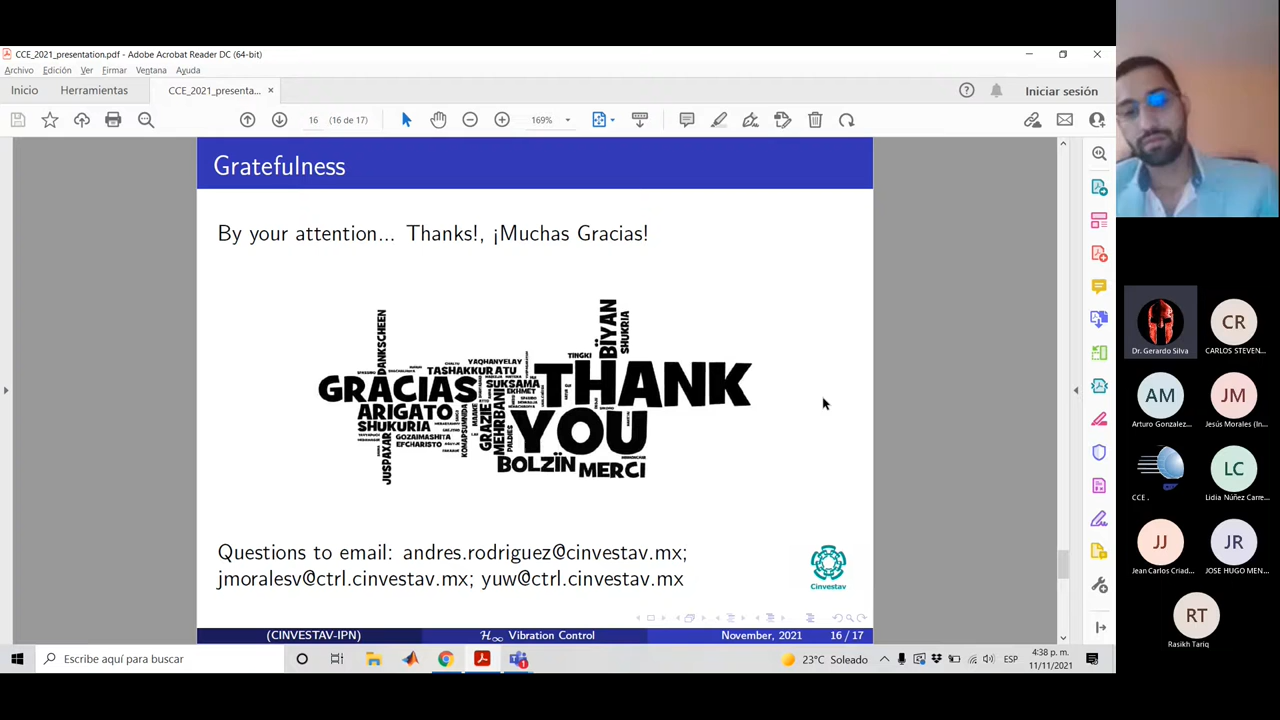 CCE_2021_presentation.pdf - Adobe Acrobat Reader DC (64-bit)
Archivo Edición Ver Firmar Ventana Ayuda
Inicio Herramientas CCE_2021_presenta... × Iniciar sesión
16 (16 de 17) 169%
Gratefulness
By your attention... Thanks!, ¡Muchas Gracias!
DANKSCHEEN
BÏYAN
SHUKRIA
TINGKI
YAQHANYELAY
TASHAKKUR ATU
GRACIAS
SUKSAMA
EKHMET
THANK
ARIGATO
SHUKURIA
GOZAIMASHITA
EFCHARISTO
JUSPAXAR
KOMAPSUMNIDA
MAAKE
GRAZIE
MEHRBANI
PALDIES
YOU
BOLZÏN
MERCI
Questions to email: andres.rodriguez@cinvestav.mx;
jmoralesv@ctrl.cinvestav.mx; yuw@ctrl.cinvestav.mx
Cinvestav
(CINVESTAV-IPN) H∞ Vibration Control November, 2021 16 / 17
Escribe aquí para buscar
23°C Soleado
ESP
4:38 p. m.
11/11/2021
Dr. Gerardo Silva
CR
CARLOS STEVEN...
AM
Arturo Gonzalez...
JM
Jesús Morales (In...
CCE .
LC
Lidia Núñez Carre...
JJ
Jean Carlos Criad...
JR
JOSE HUGO MEN...
RT
Rasikh Tariq